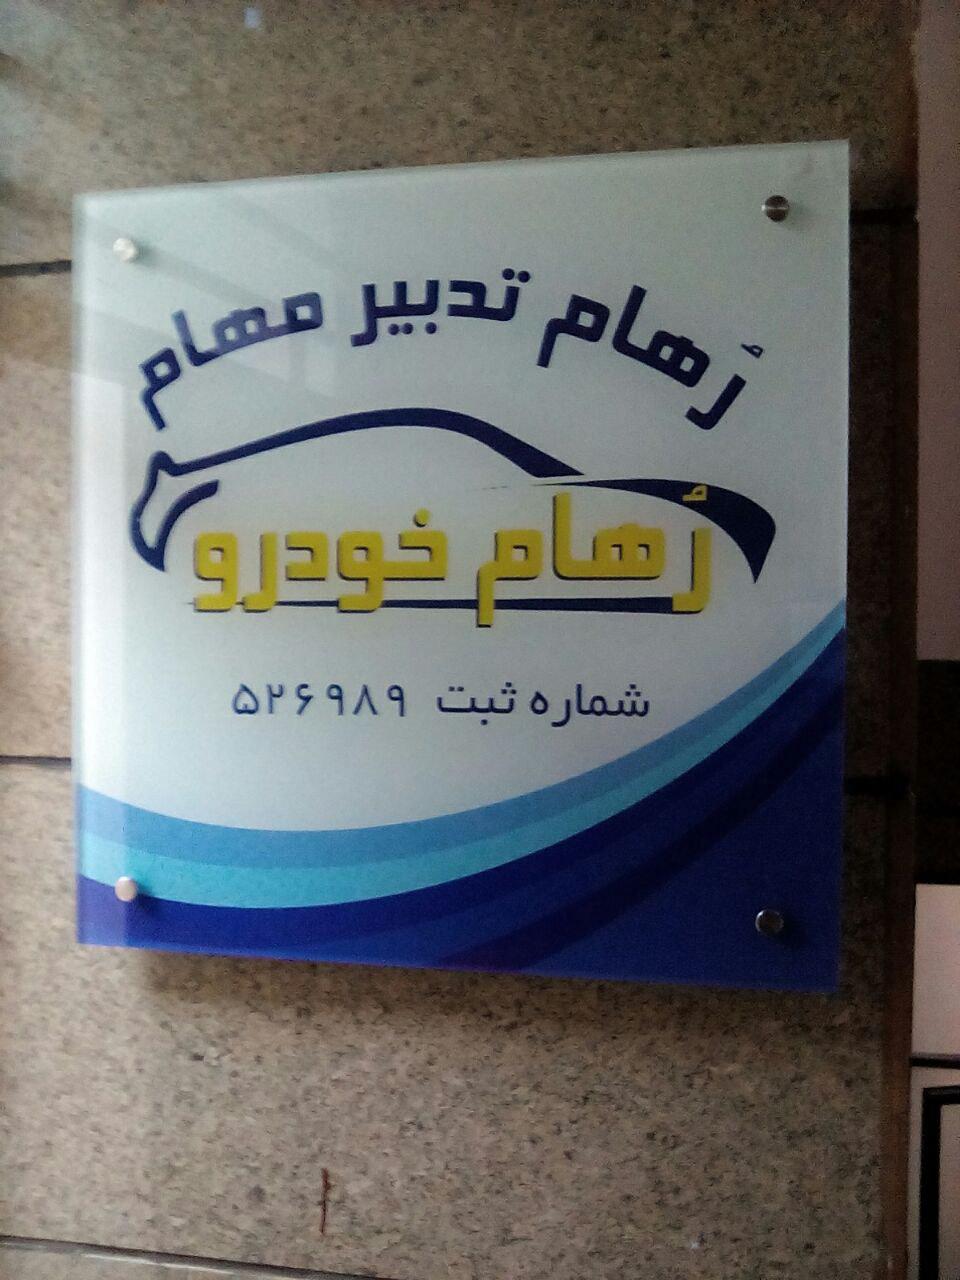 رُهام تدبیر مهام
رُهام خودرو
شماره ثبت ۵۲۶۹۸۹